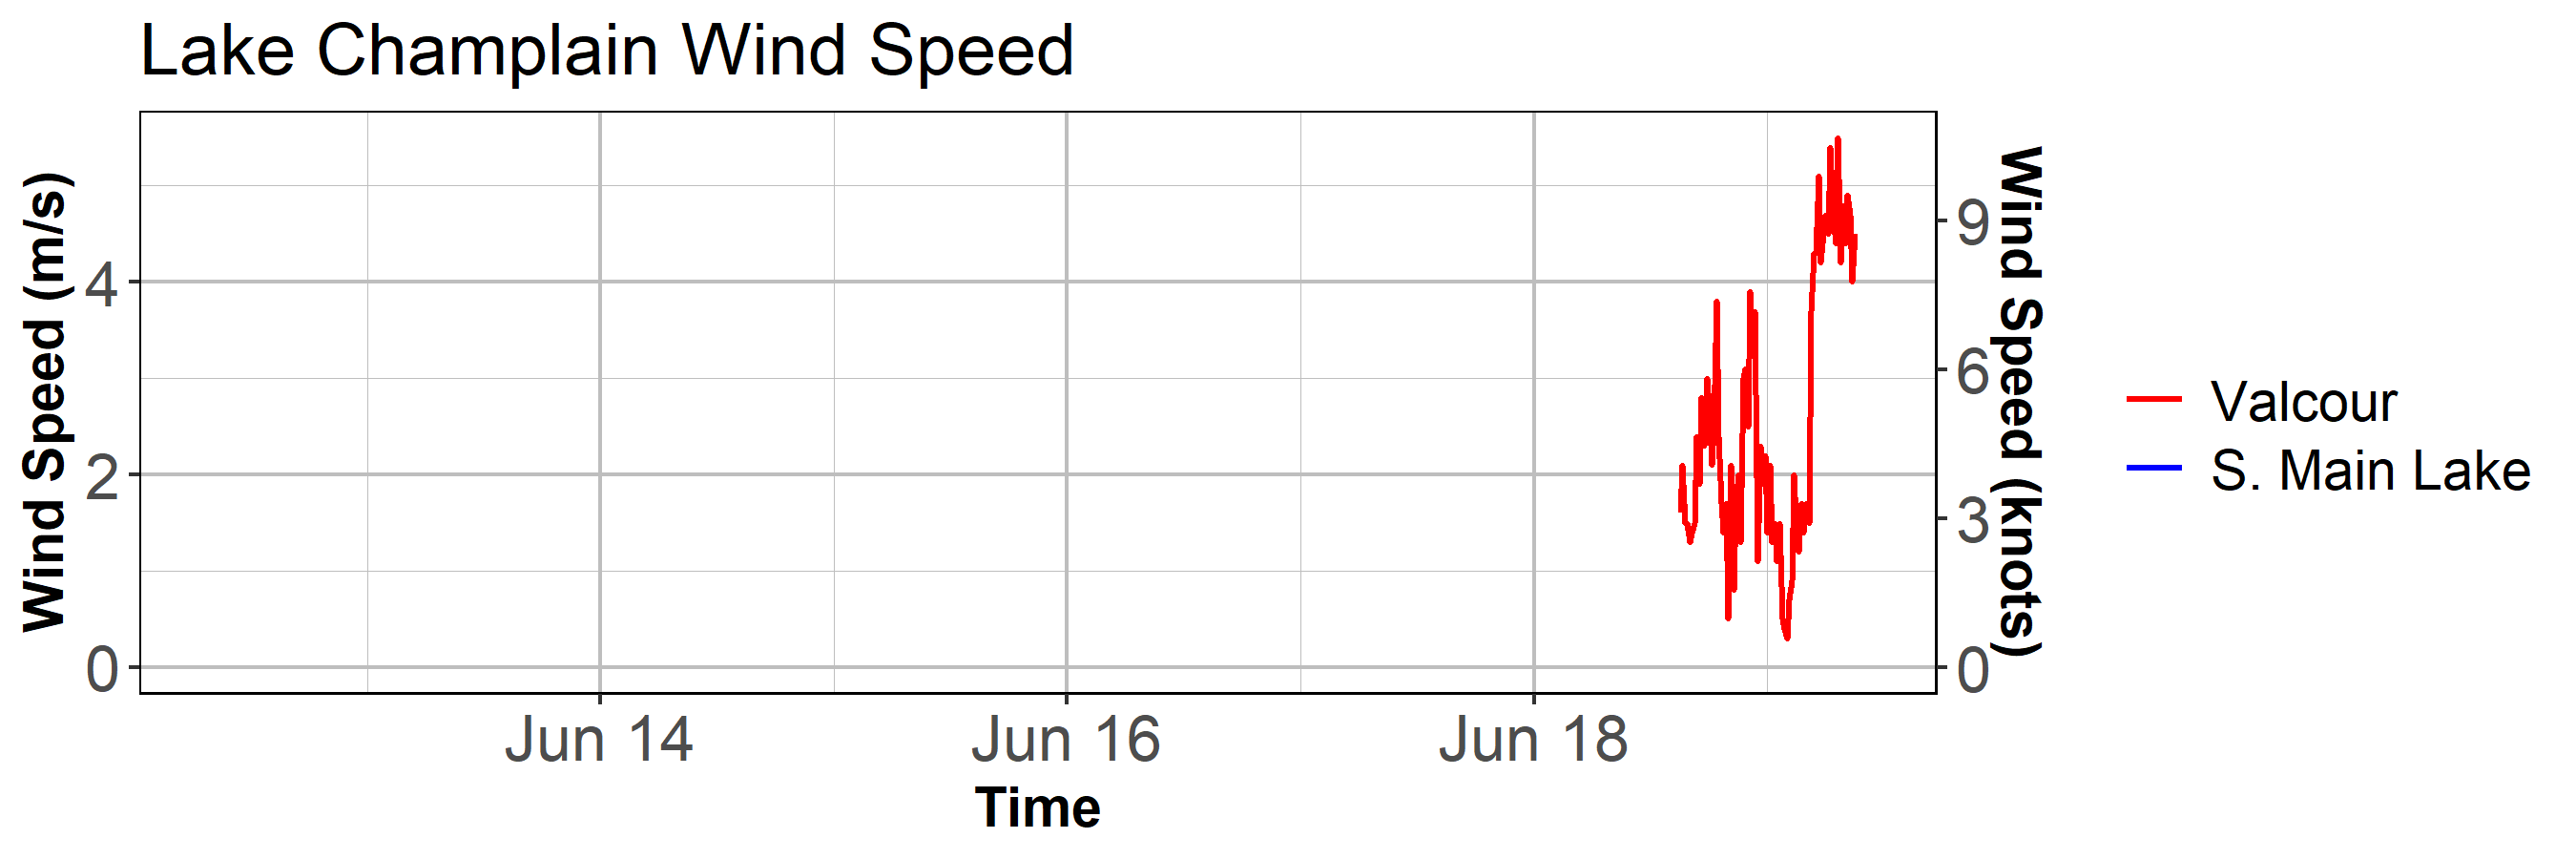 Lake Champlain Wind Speed
Wind Speed (m/s)
4
2
0
Jun 14
Jun 16
Jun 18
Time
9
6
3
0
Wind Speed (knots)
Valcour
S. Main Lake